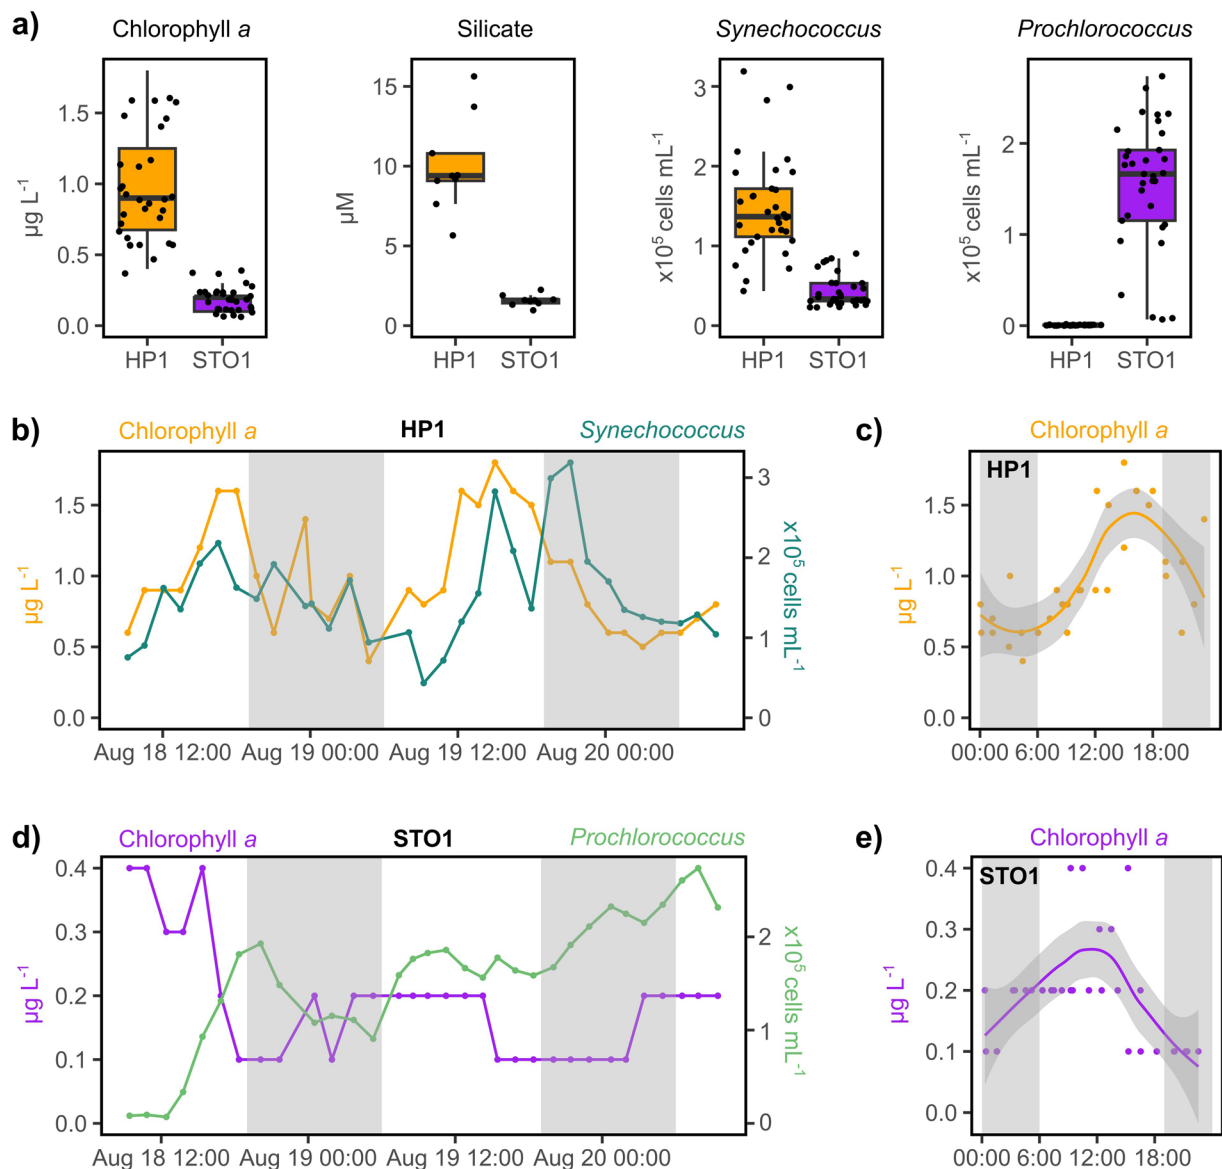 a)
Chlorophyll a
Silicate
Synechococcus
Prochlorococcus
µg L-1
1.5
1.0
0.5
0.0
HP1 STO1
µM
15
10
5
0
HP1 STO1
x10⁵ cells mL-1
3
2
1
0
HP1 STO1
x10⁵ cells mL-1
2
1
0
HP1 STO1
b)
Chlorophyll a
HP1
Synechococcus
µg L-1
1.5
1.0
0.5
0.0
3
2
1
0
x10⁵ cells mL-1
Aug 18 12:00 Aug 19 00:00 Aug 19 12:00 Aug 20 00:00
c)
Chlorophyll a
HP1
µg L-1
1.5
1.0
0.5
0.0
00:00 6:00 12:00 18:00
d)
Chlorophyll a
STO1
Prochlorococcus
µg L-1
0.4
0.3
0.2
0.1
0.0
2
1
0
x10⁵ cells mL-1
Aug 18 12:00 Aug 19 00:00 Aug 19 12:00 Aug 20 00:00
e)
Chlorophyll a
STO1
µg L-1
0.4
0.3
0.2
0.1
0.0
00:00 6:00 12:00 18:00